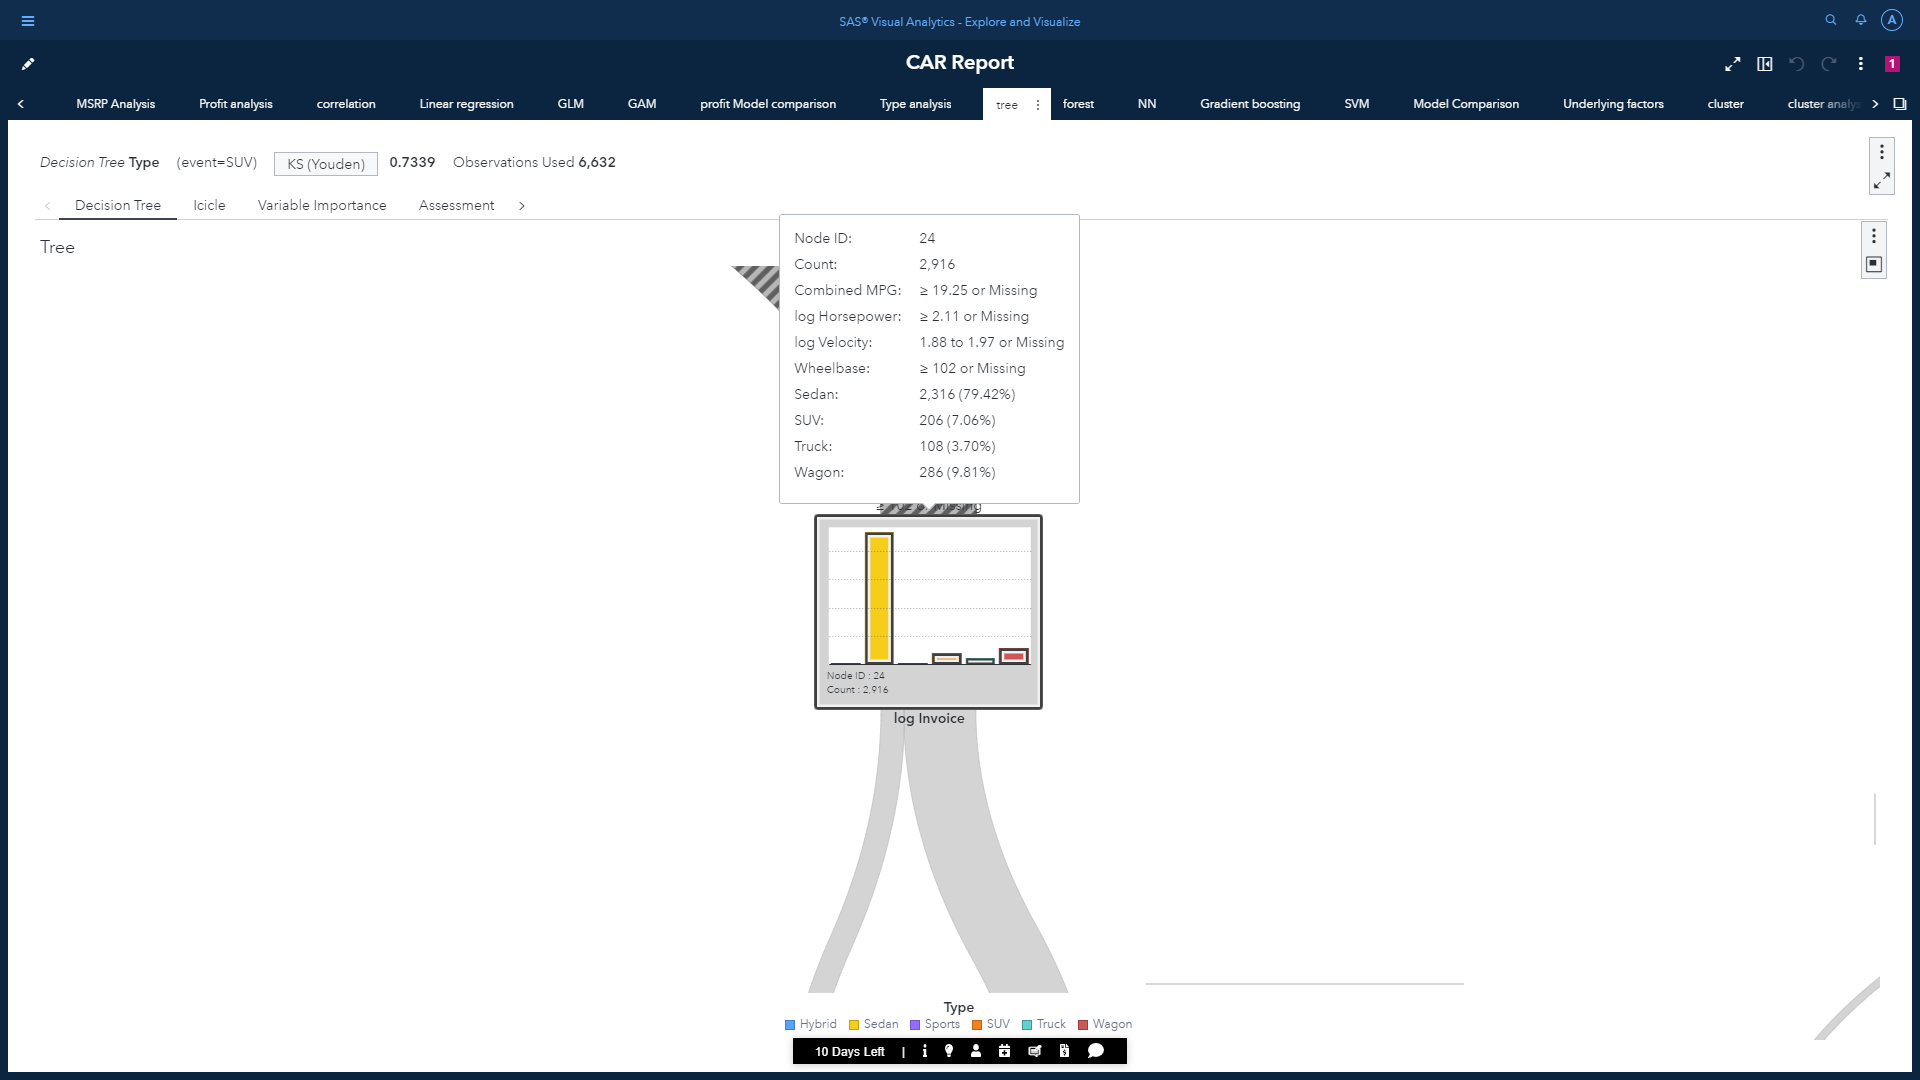 SAS® Visual Analytics - Explore and Visualize
A
CAR Report
1
MSRP Analysis Profit analysis correlation Linear regression GLM GAM profit Model comparison Type analysis tree forest NN Gradient boosting SVM Model Comparison Underlying factors cluster cluster analy
Decision Tree Type (event=SUV) KS (Youden) 0.7339 Observations Used 6,632
Decision Tree Icicle Variable Importance Assessment
Tree
Node ID: 24
Count: 2,916
Combined MPG: ≥ 19.25 or Missing
log Horsepower: ≥ 2.11 or Missing
log Velocity: 1.88 to 1.97 or Missing
Wheelbase: ≥ 102 or Missing
Sedan: 2,316 (79.42%)
SUV: 206 (7.06%)
Truck: 108 (3.70%)
Wagon: 286 (9.81%)
≥ 102 or Missing
Node ID : 24
Count : 2,916
log Invoice
Type
Hybrid Sedan Sports SUV Truck Wagon
10 Days Left |